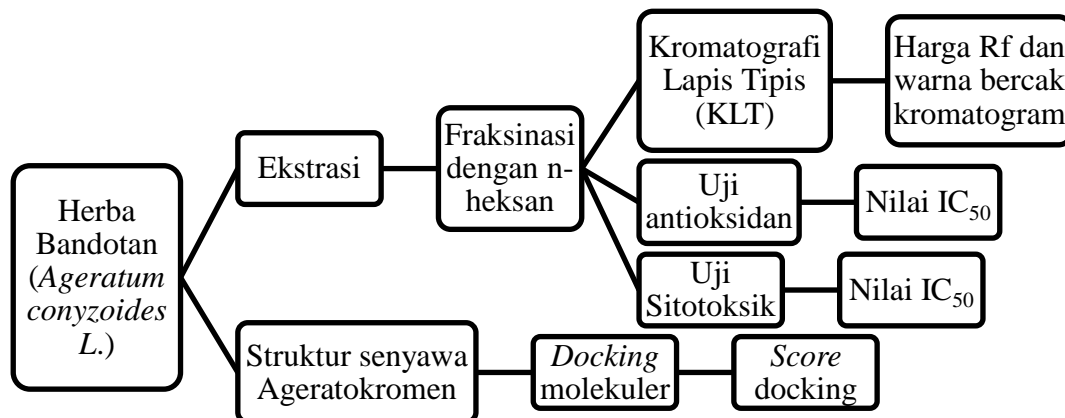 Herba
Bandotan
(Ageratum
conyzoides
L.)
Ekstrasi
Fraksinasi
dengan n-
heksan
Kromatografi
Lapis Tipis
(KLT)
Harga Rf dan
warna bercak
kromatogram
Uji
antioksidan
Nilai IC₅₀
Uji
Sitotoksik
Nilai IC₅₀
Struktur senyawa
Ageratokromen
Docking
molekuler
Score
docking